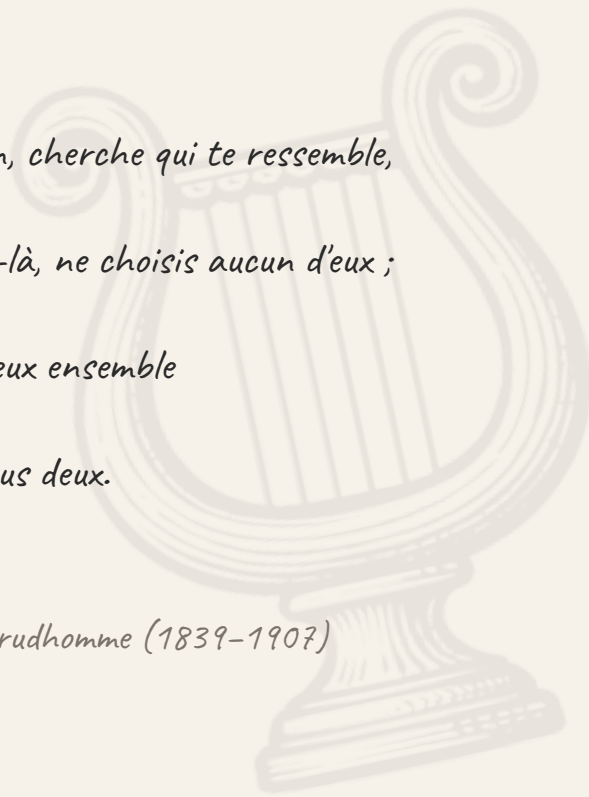 , cherche qui te ressemble,
-là, ne choisis aucun d'eux ;
eux ensemble
us deux.
rudhomme (1839–1907)